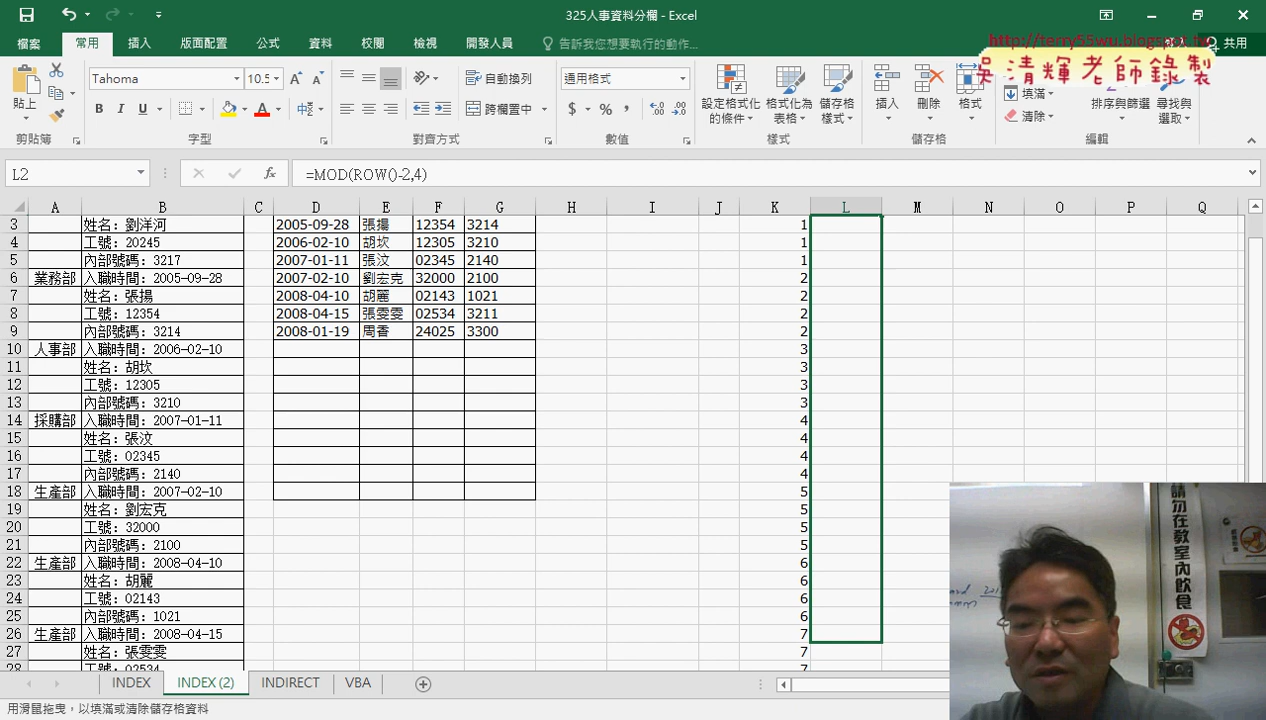 325人事資料分欄 - Excel
檔案 常用 插入 版面配置 公式 資料 校閱 檢視 開發人員 告訴我您想要執行的動作... 共用
http://terry55wu.blogspot.tw
吳清輝老師錄製
貼上 Tahoma 10.5 自動換列 通用格式 設定格式化的條件 格式化為表格 儲存格樣式 插入 刪除 格式 填滿 排序與篩選 尋找與選取
B I U 跨欄置中 $ % , 清除
剪貼簿 字型 對齊方式 數值 樣式 儲存格 編輯
L2 fx =MOD(ROW()-2,4)
A B C D E F G H I J K L M N O P Q
3 姓名: 劉洋河 2005-09-28 張揚 12354 3214 1
4 工號: 20245 2006-02-10 胡坎 12305 3210 1
5 內部號碼: 3217 2007-01-11 張汶 02345 2140 1
6 業務部 入職時間: 2005-09-28 2007-02-10 劉宏克 32000 2100 2
7 姓名: 張揚 2008-04-10 胡麗 02143 1021 2
8 工號: 12354 2008-04-15 張雯雯 02534 3211 2
9 內部號碼: 3214 2008-01-19 周香 24025 3300 2
10 人事部 入職時間: 2006-02-10 3
11 姓名: 胡坎 3
12 工號: 12305 3
13 內部號碼: 3210 3
14 採購部 入職時間: 2007-01-11 4
15 姓名: 張汶 4
16 工號: 02345 4
17 內部號碼: 2140 4
18 生產部 入職時間: 2007-02-10 5
19 姓名: 劉宏克 5
20 工號: 32000 5
21 內部號碼: 2100 5
22 生產部 入職時間: 2008-04-10 6
23 姓名: 胡麗 6
24 工號: 02143 6
25 內部號碼: 1021 6
26 生產部 入職時間: 2008-04-15 7
27 姓名: 張雯雯 7
28 工號: 02534 7
請勿在教室內飲食
INDEX INDEX (2) INDIRECT VBA
用滑鼠拖曳，以填滿或清除儲存格資料